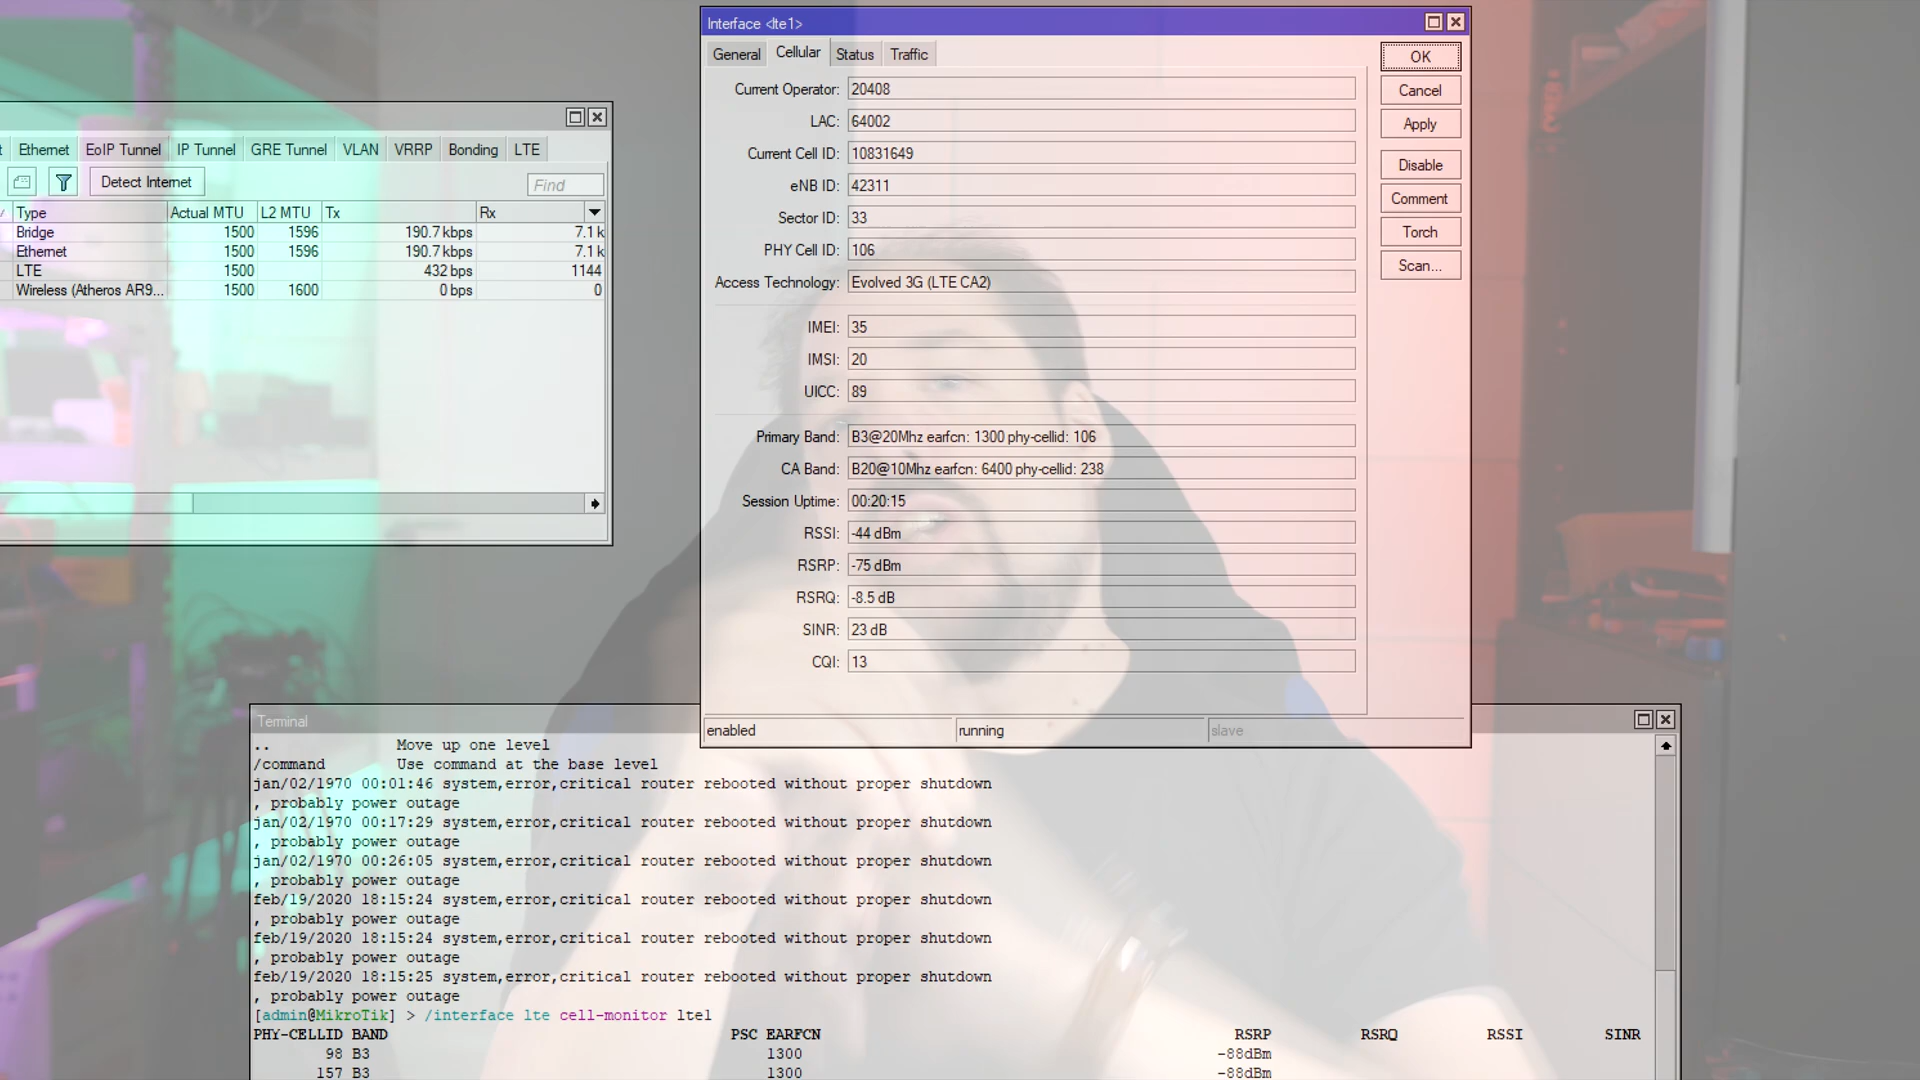 Interface <lte1>
General Cellular Status Traffic
Current Operator: 20408
LAC: 64002
Current Cell ID: 10831649
eNB ID: 42311
Sector ID: 33
PHY Cell ID: 106
Access Technology: Evolved 3G (LTE CA2)
IMEI: 35
IMSI: 20
UICC: 89
Primary Band: B3@20Mhz earfcn: 1300 phy-cellid: 106
CA Band: B20@10Mhz earfcn: 6400 phy-cellid: 238
Session Uptime: 00:20:15
RSSI: -44 dBm
RSRP: -75 dBm
RSRQ: -8.5 dB
SINR: 23 dB
CQI: 13
enabled running slave
OK
Cancel
Apply
Disable
Comment
Torch
Scan...
Ethernet EoIP Tunnel IP Tunnel GRE Tunnel VLAN VRRP Bonding LTE
Detect Internet Find
Type Actual MTU L2 MTU Tx Rx
Bridge 1500 1596 190.7 kbps 7.1 k
Ethernet 1500 1596 190.7 kbps 7.1 k
LTE 1500 432 bps 1144
Wireless (Atheros AR9... 1500 1600 0 bps 0
Terminal
.. Move up one level
/command Use command at the base level
jan/02/1970 00:01:46 system,error,critical router rebooted without proper shutdown
, probably power outage
jan/02/1970 00:17:29 system,error,critical router rebooted without proper shutdown
, probably power outage
jan/02/1970 00:26:05 system,error,critical router rebooted without proper shutdown
, probably power outage
feb/19/2020 18:15:24 system,error,critical router rebooted without proper shutdown
, probably power outage
feb/19/2020 18:15:24 system,error,critical router rebooted without proper shutdown
, probably power outage
feb/19/2020 18:15:25 system,error,critical router rebooted without proper shutdown
, probably power outage
[admin@MikroTik] > /interface lte cell-monitor lte1
PHY-CELLID BAND PSC EARFCN RSRP RSRQ RSSI SINR
98 B3 1300 -88dBm
157 B3 1300 -88dBm